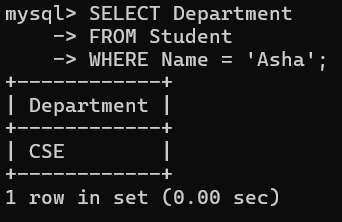 mysql> SELECT Department
    -> FROM Student
    -> WHERE Name = 'Asha';
+------------+
| Department |
+------------+
| CSE        |
+------------+
1 row in set (0.00 sec)